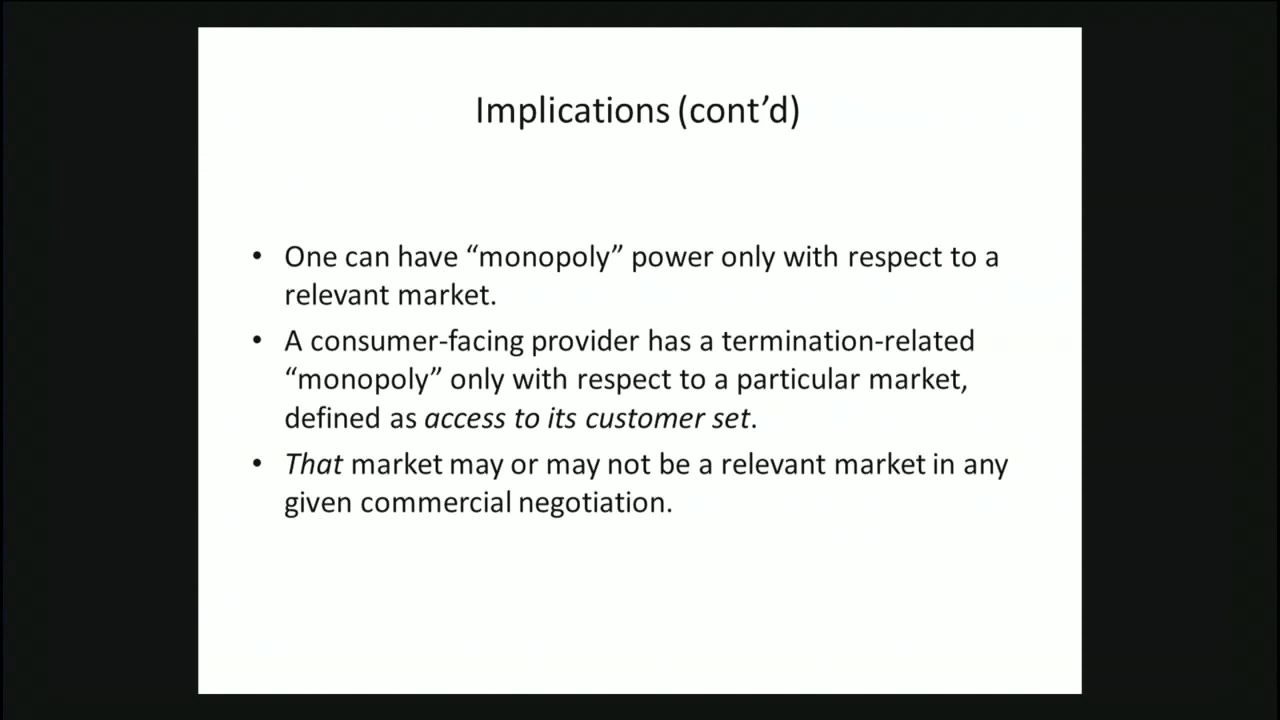 Implications (cont’d)
• One can have “monopoly” power only with respect to a
relevant market.
• A consumer-facing provider has a termination-related
“monopoly” only with respect to a particular market,
defined as access to its customer set.
• That market may or may not be a relevant market in any
given commercial negotiation.